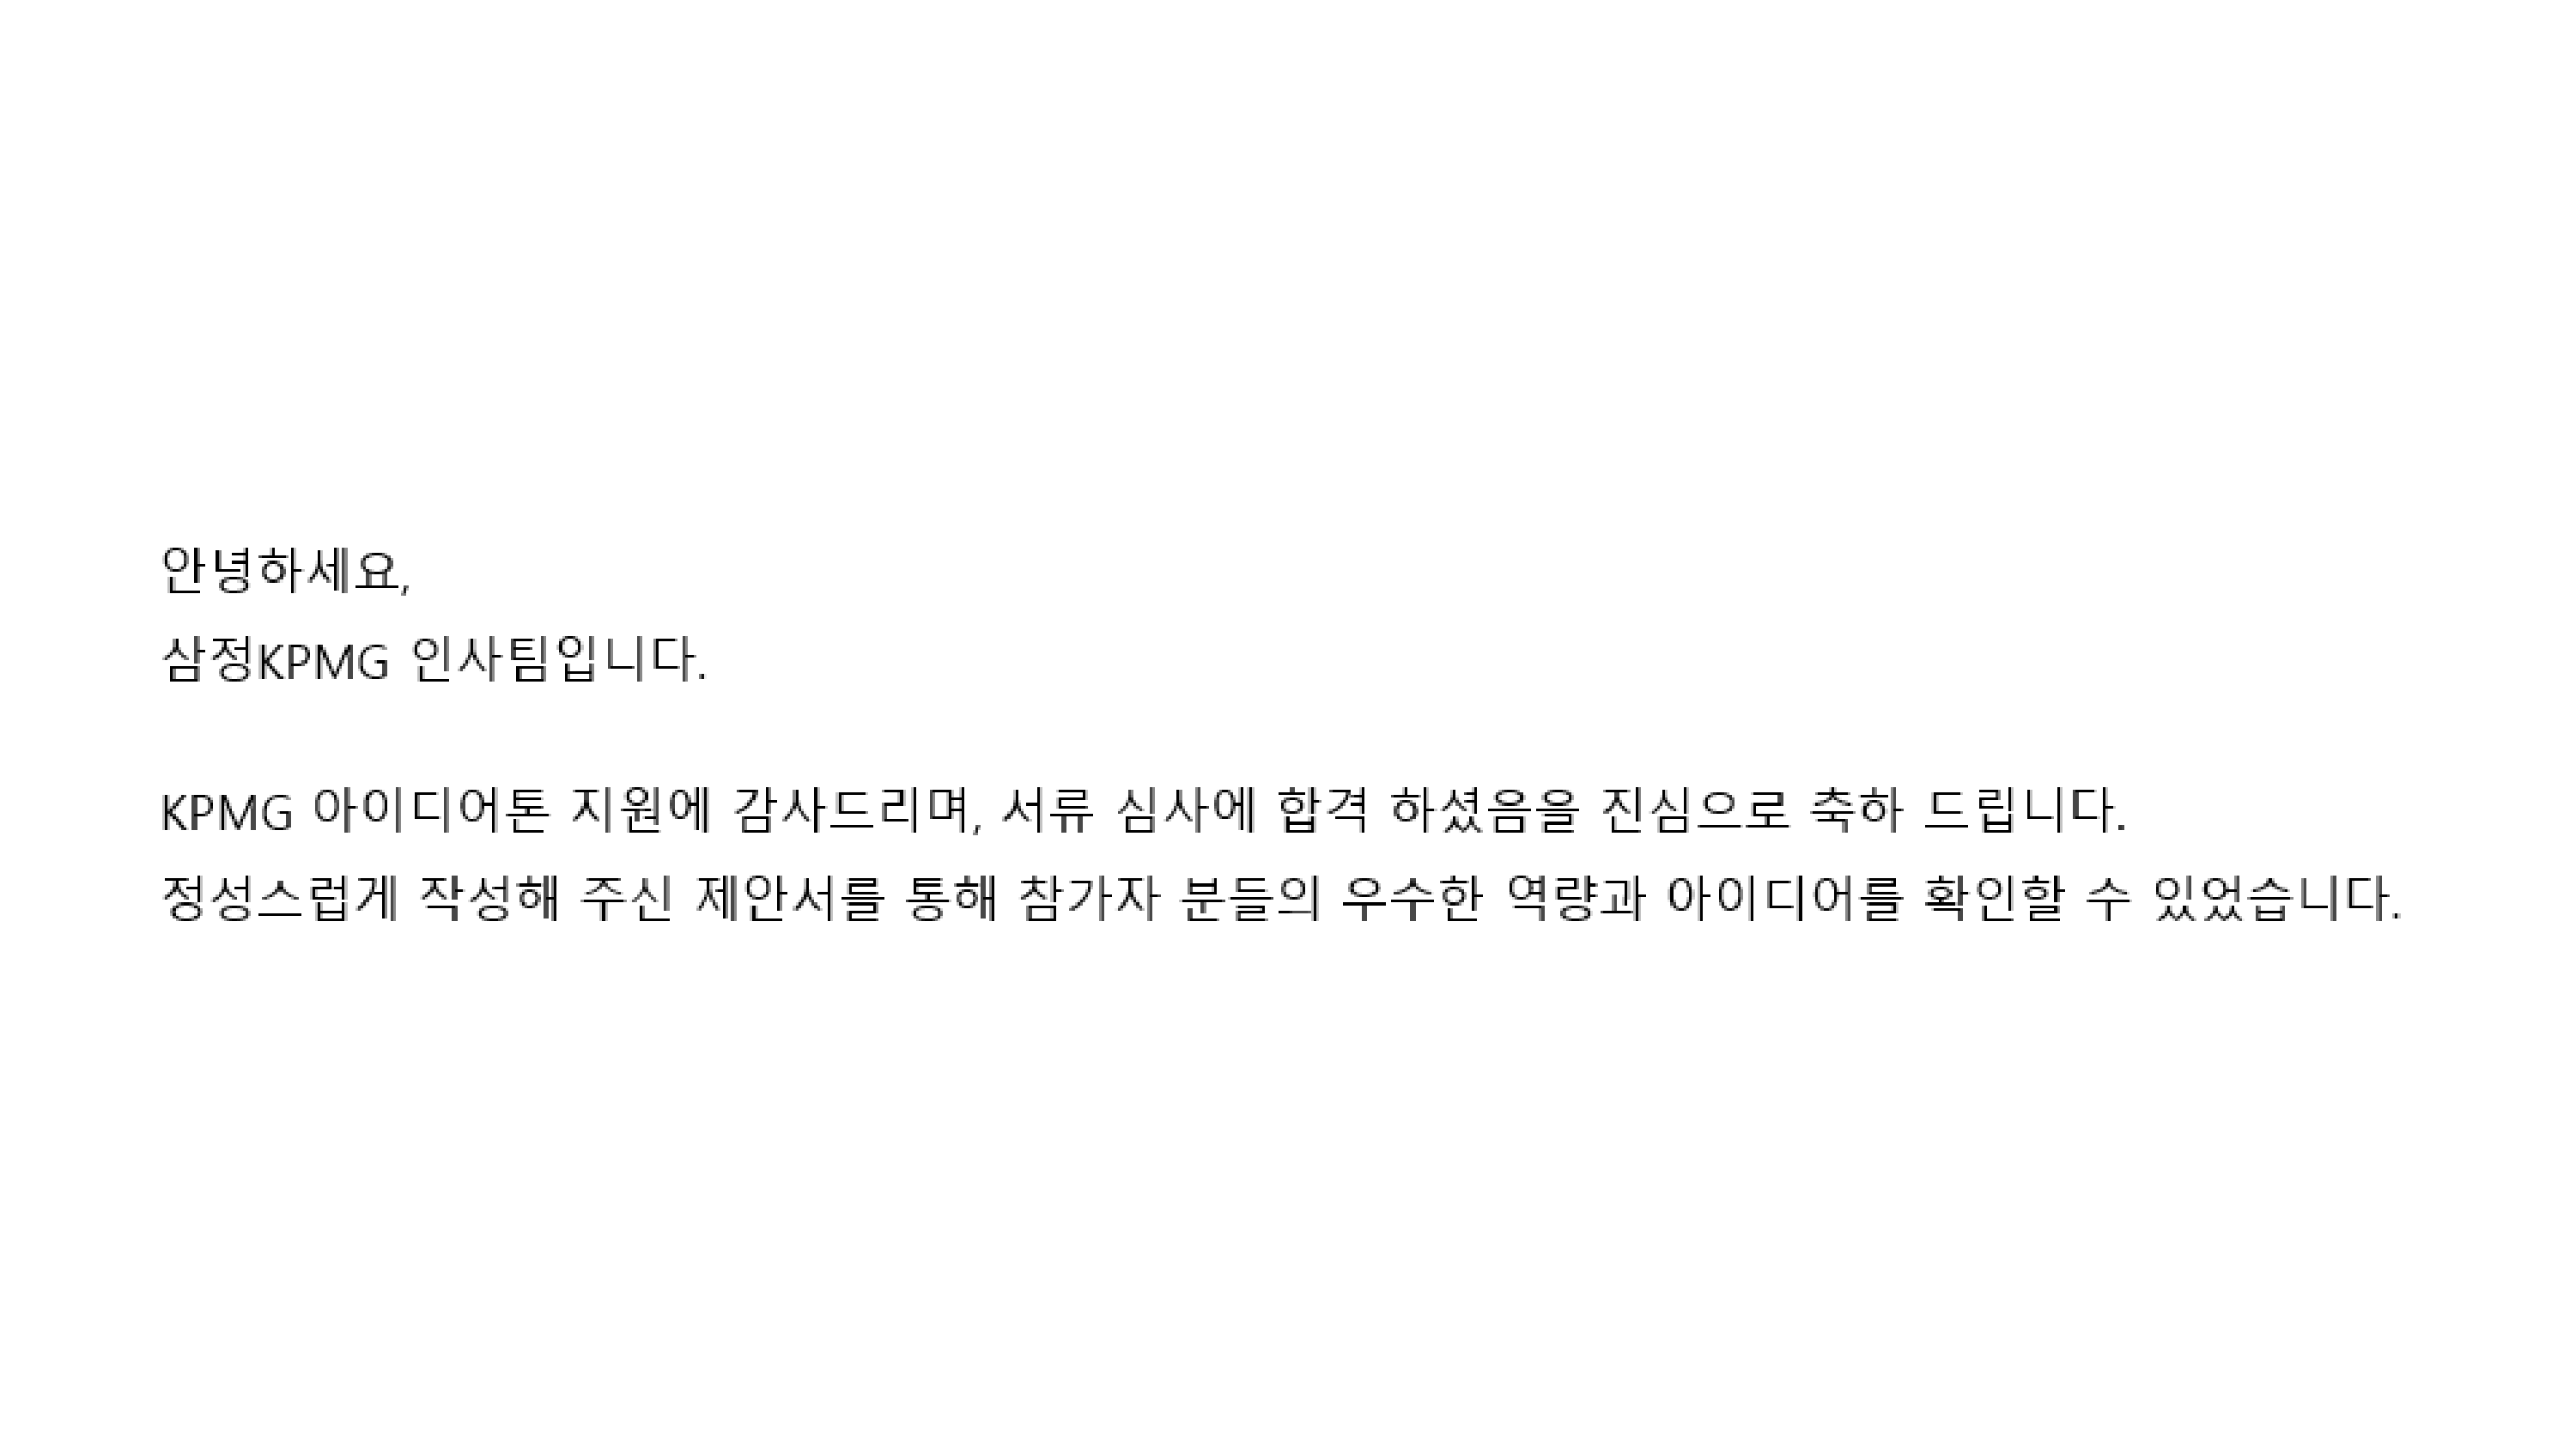 안녕하세요,
삼정KPMG 인사팀입니다.
KPMG 아이디어톤 지원에 감사드리며, 서류 심사에 합격 하셨음을 진심으로 축하 드립니다.
정성스럽게 작성해 주신 제안서를 통해 참가자 분들의 우수한 역량과 아이디어를 확인할 수 있었습니다.